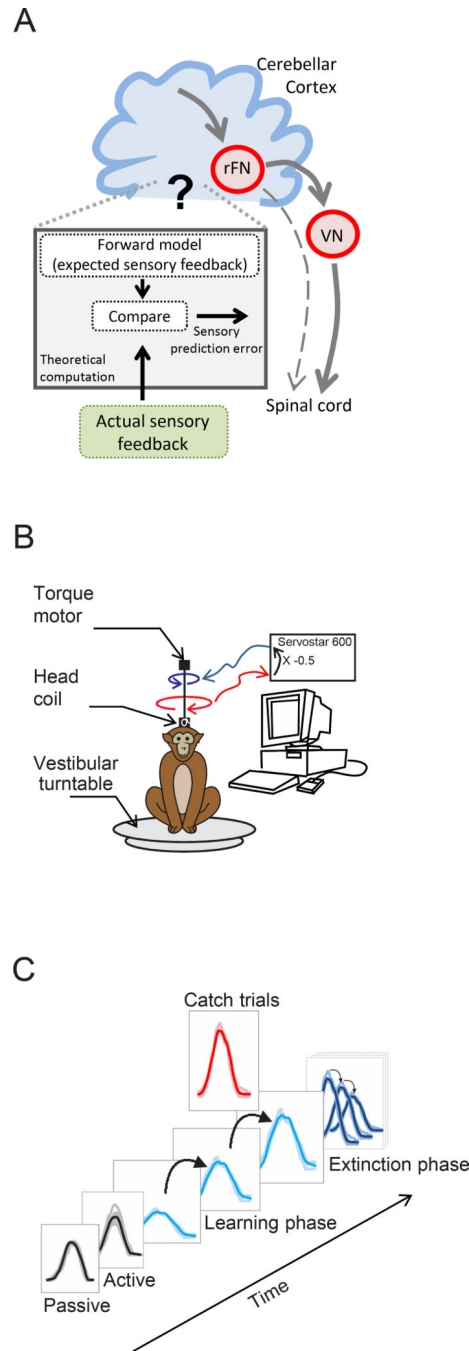 A
Cerebellar
Cortex
rFN
?
VN
Forward model
(expected sensory feedback)
Compare
Sensory
prediction error
Theoretical
computation
Spinal cord
Actual sensory
feedback
B
Torque
motor
Servostar 600
X -0.5
Head
coil
Vestibular
turntable
C
Catch trials
Extinction phase
Learning phase
Active
Passive
Time